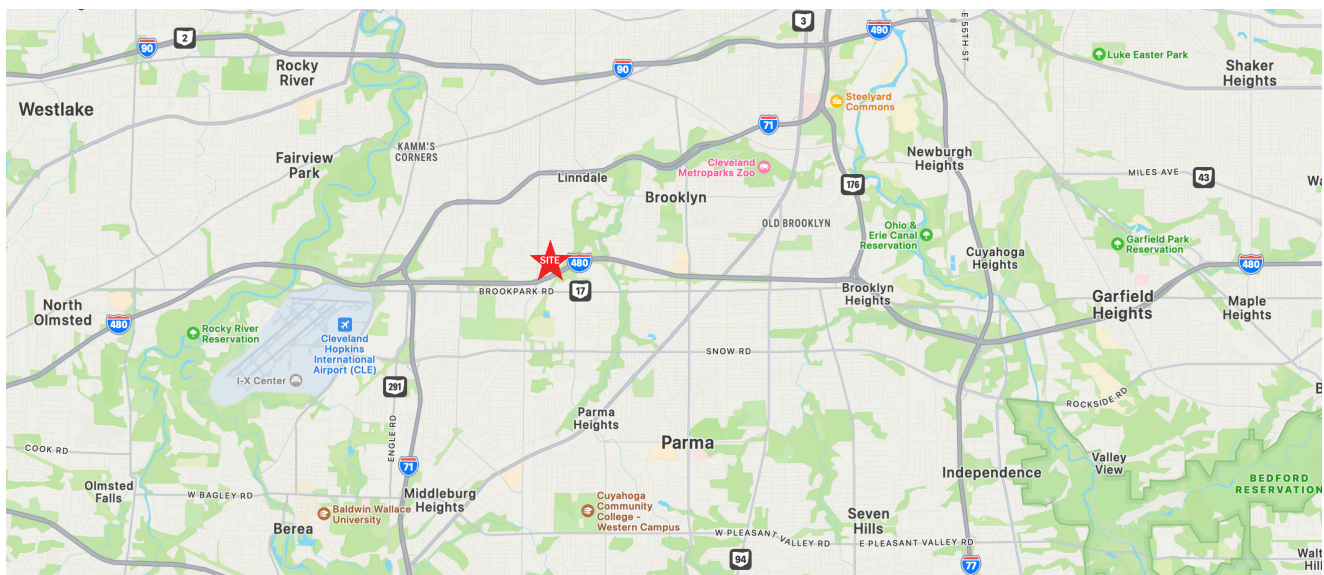 90
2
Rocky
River
Westlake
90
3
490
E 55TH ST
Luke Easter Park
Shaker
Heights
Steelyard
Commons
71
KAMM'S
CORNERS
Fairview
Park
Linndale
Cleveland
Metroparks Zoo
Brooklyn
176
Newburgh
Heights
MILES AVE
43
OLD BROOKLYN
Ohio &
Erie Canal
Reservation
Garfield Park
Reservation
Cuyahoga
Heights
SITE
480
480
BROOKPARK RD
17
Brooklyn
Heights
Garfield
Heights
Maple
Heights
North
Olmsted
480
Rocky River
Reservation
Cleveland
Hopkins
International
Airport (CLE)
I-X Center
SNOW RD
291
ENGLE RD
ROCKSIDE RD
Parma
Heights
Parma
COOK RD
71
Independence
Valley
View
BEDFORD
RESERVATION
Olmsted
Falls
W BAGLEY RD
Middleburg
Heights
Baldwin Wallace
University
Berea
Cuyahoga
Community
College -
Western Campus
Seven
Hills
W PLEASANT VALLEY RD
E PLEASANT VALLEY RD
94
77
Walt
Hill